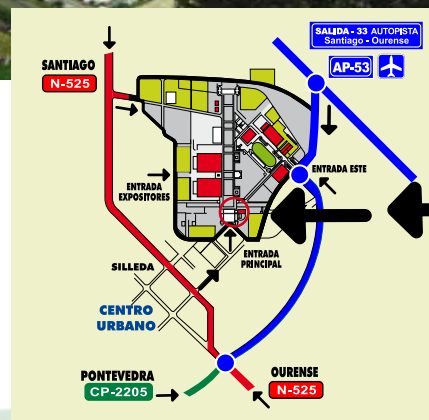 SALIDA - 33 AUTOPISTA
Santiago - Ourense
AP-53
SANTIAGO
N-525
ENTRADA ESTE
ENTRADA
EXPOSITORES
ENTRADA
PRINCIPAL
SILLEDA
CENTRO
URBANO
PONTEVEDRA
CP-2205
OURENSE
N-525